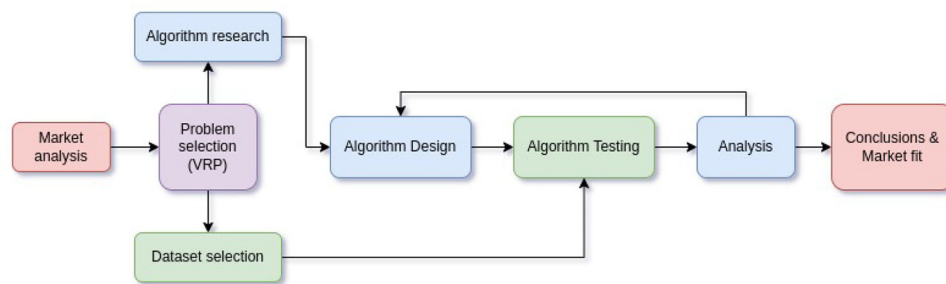 Algorithm research
Market
analysis
Problem
selection
(VRP)
Algorithm Design
Algorithm Testing
Analysis
Conclusions &
Market fit
Dataset selection